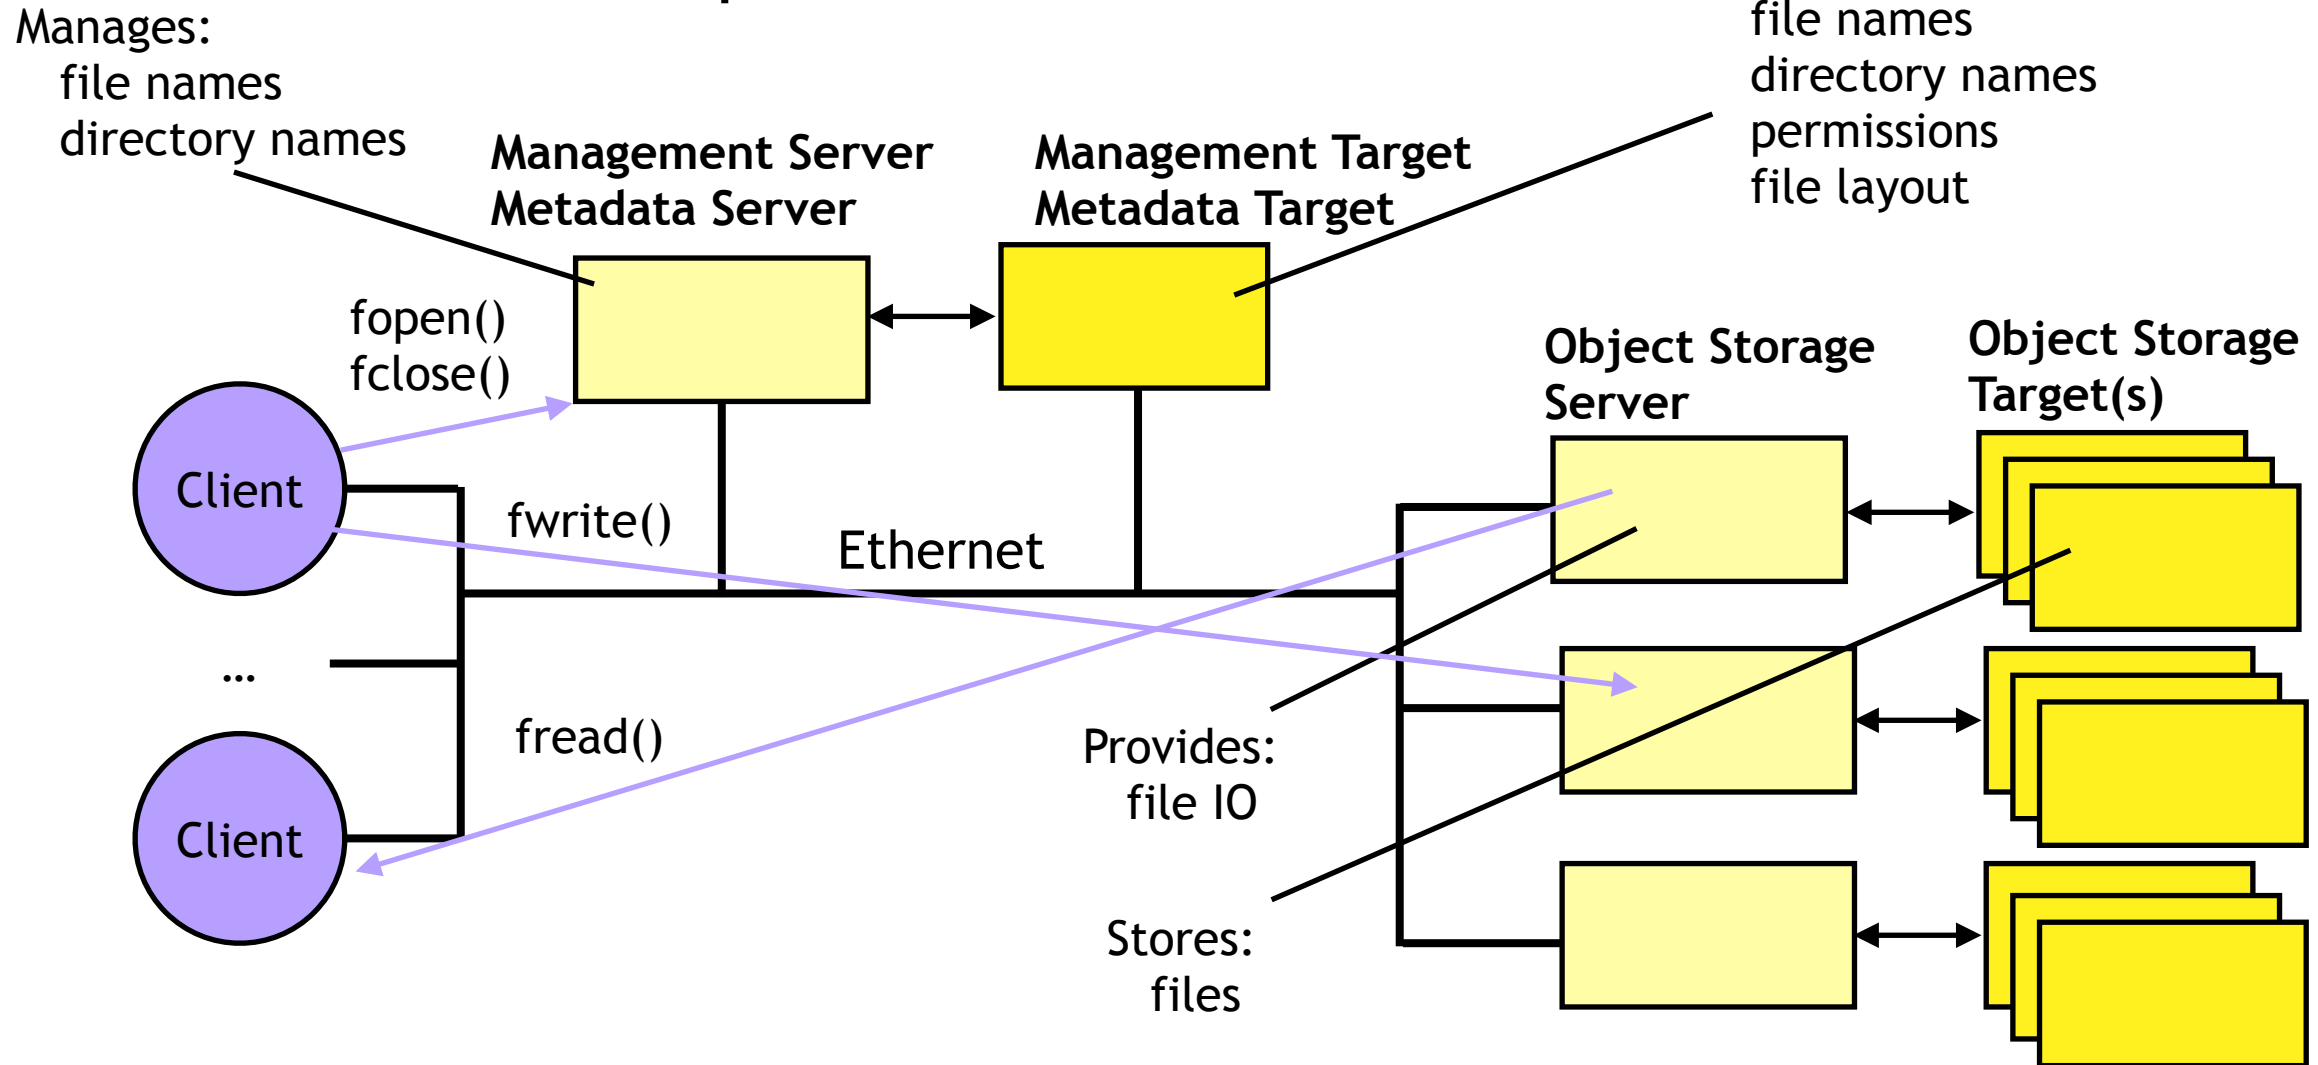 Manages:
file names
directory names
file names
directory names
permissions
file layout
Management Server
Metadata Server
Management Target
Metadata Target
fopen()
fclose()
Object Storage
Server
Object Storage
Target(s)
Client
fwrite()
Ethernet
...
fread()
Provides:
file IO
Client
Stores:
files